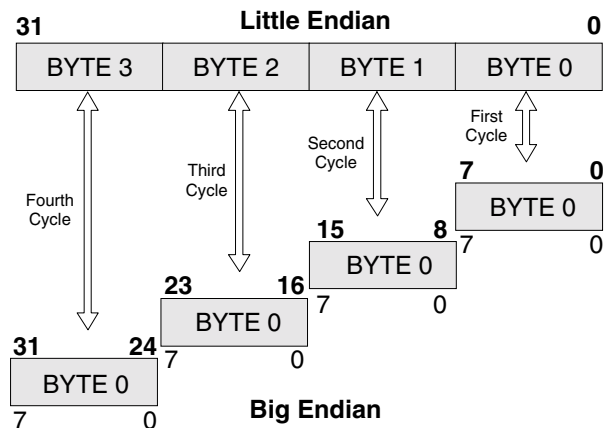 Little Endian
31 0
BYTE 3 BYTE 2 BYTE 1 BYTE 0
First
Cycle
Second
Cycle
Third
Cycle
Fourth
Cycle
7 0
BYTE 0
7 0
15 8
BYTE 0
7 0
23 16
BYTE 0
7 0
31 24
BYTE 0
7 0
Big Endian